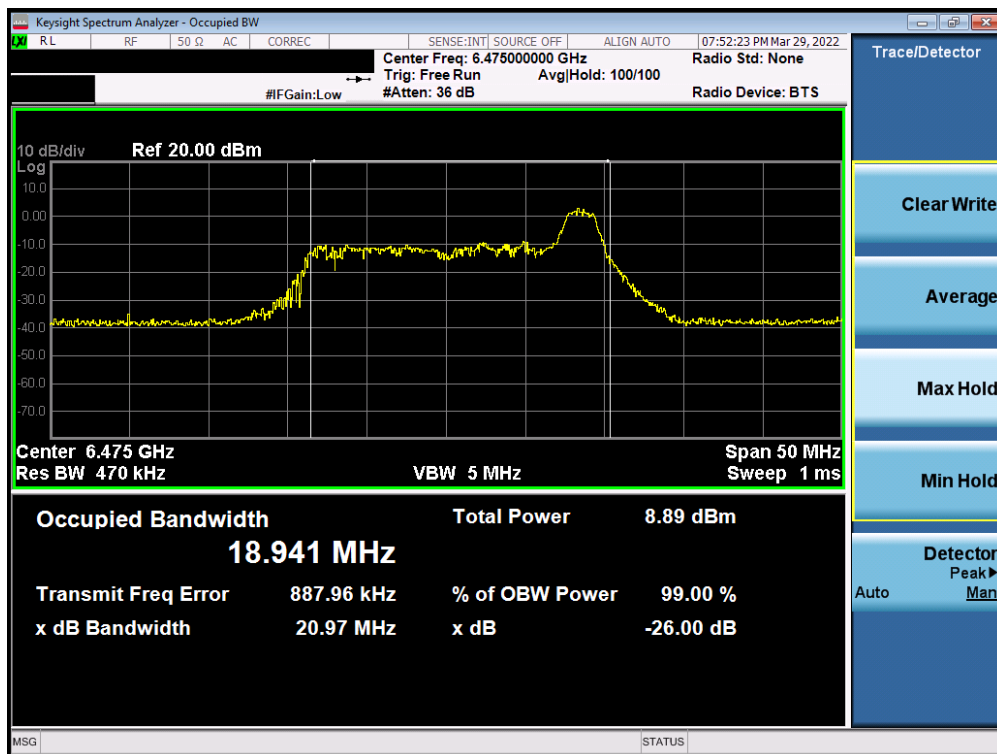 Keysight Spectrum Analyzer - Occupied BW
LXI RL RF 50 Ω AC CORREC SENSE:INT SOURCE OFF ALIGN AUTO 07:52:23 PM Mar 29, 2022
Center Freq: 6.475000000 GHz Radio Std: None
Trig: Free Run Avg|Hold: 100/100
#IFGain:Low #Atten: 36 dB Radio Device: BTS
Trace/Detector
10 dB/div Ref 20.00 dBm
Log
10.0
0.00
-10.0
-20.0
-30.0
-40.0
-50.0
-60.0
-70.0
Center 6.475 GHz Span 50 MHz
Res BW 470 kHz VBW 5 MHz Sweep 1 ms
Occupied Bandwidth Total Power 8.89 dBm
18.941 MHz
Transmit Freq Error 887.96 kHz % of OBW Power 99.00 %
x dB Bandwidth 20.97 MHz x dB -26.00 dB
Clear Write
Average
Max Hold
Min Hold
Detector
Peak▶
Auto Man
MSG STATUS